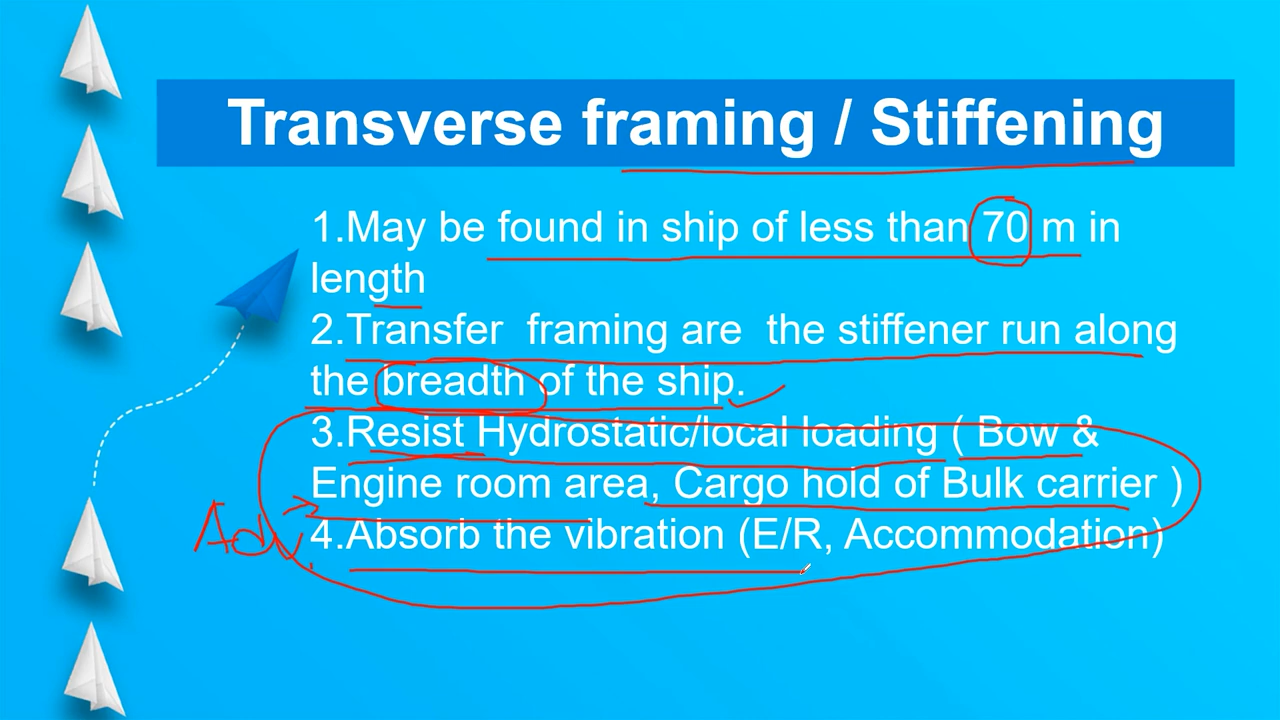 Transverse framing / Stiffening
1.May be found in ship of less than 70 m in
length
2.Transfer framing are the stiffener run along
the breadth of the ship.
3.Resist Hydrostatic/local loading ( Bow &
Engine room area, Cargo hold of Bulk carrier )
Adv
4.Absorb the vibration (E/R, Accommodation)